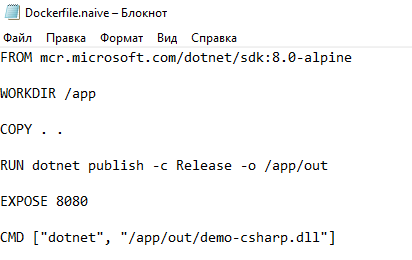 Dockerfile.naive – Блокнот
Файл Правка Формат Вид Справка
FROM mcr.microsoft.com/dotnet/sdk:8.0-alpine
WORKDIR /app
COPY . .
RUN dotnet publish -c Release -o /app/out
EXPOSE 8080
CMD ["dotnet", "/app/out/demo-csharp.dll"]